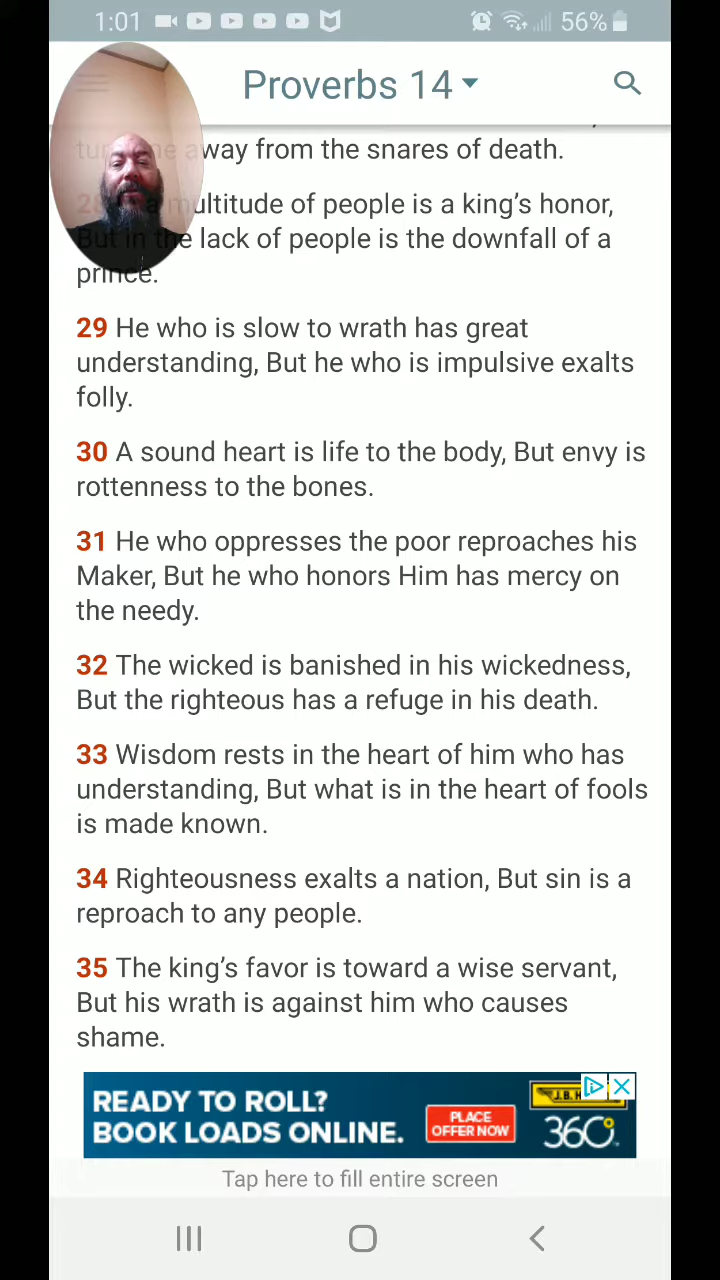 1:01 56%
Proverbs 14
away from the snares of death.
multitude of people is a king's honor,
But in the lack of people is the downfall of a
prince.
29 He who is slow to wrath has great
understanding, But he who is impulsive exalts
folly.
30 A sound heart is life to the body, But envy is
rottenness to the bones.
31 He who oppresses the poor reproaches his
Maker, But he who honors Him has mercy on
the needy.
32 The wicked is banished in his wickedness,
But the righteous has a refuge in his death.
33 Wisdom rests in the heart of him who has
understanding, But what is in the heart of fools
is made known.
34 Righteousness exalts a nation, But sin is a
reproach to any people.
35 The king's favor is toward a wise servant,
But his wrath is against him who causes
shame.
READY TO ROLL?
BOOK LOADS ONLINE.
PLACE
OFFER NOW
J.B.
360
Tap here to fill entire screen